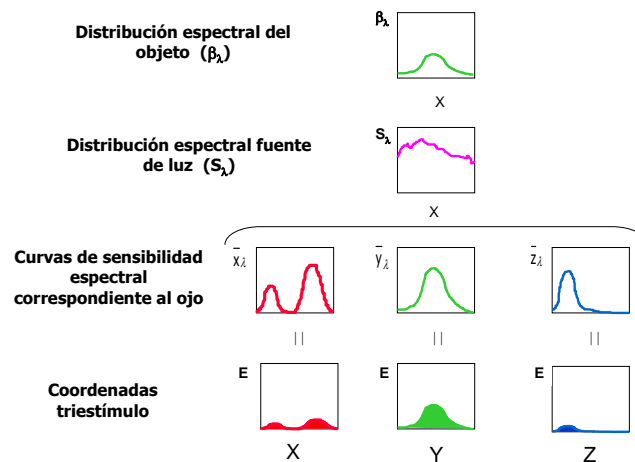 Distribución espectral del
objeto (βλ)
βλ
X
Distribución espectral fuente
de luz (Sλ)
Sλ
X
Curvas de sensibilidad
espectral
correspondiente al ojo
x̄λ
ȳλ
z̄λ
||
||
||
Coordenadas
triestímulo
E
E
E
X
Y
Z